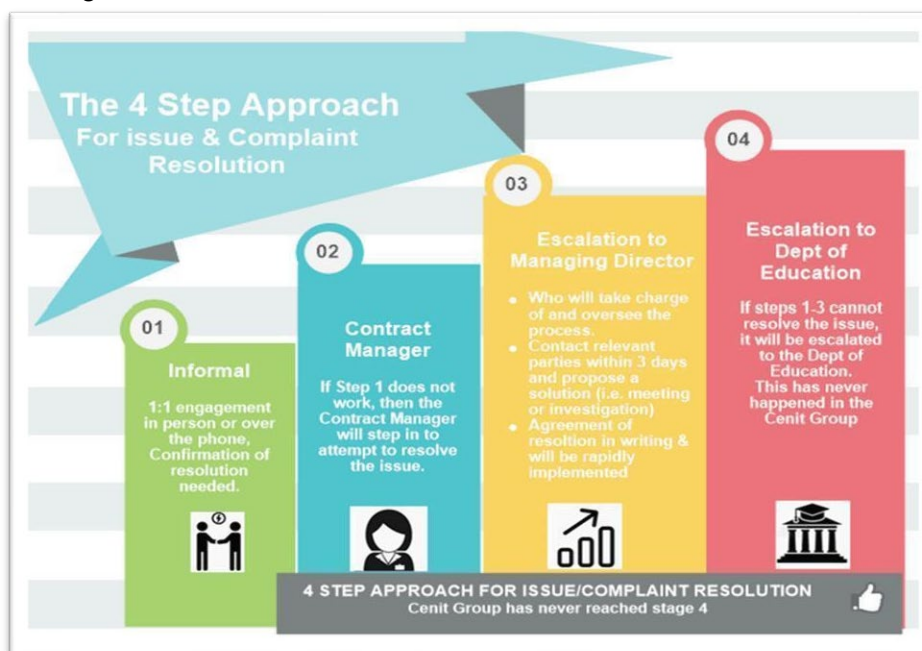 The 4 Step Approach
For issue & Complaint
Resolution
01
Informal
1:1 engagement
in person or over
the phone,
Confirmation of
resolution
needed.
02
Contract
Manager
If Step 1 does not
work, then the
Contract Manager
will step in to
attempt to resolve
the issue.
03
Escalation to
Managing Director
• Who will take charge
of and oversee the
process.
• Contact relevant
parties within 3 days
and propose a
solution (i.e. meeting
or investigation)
• Agreement of
resoltion in writing &
will be rapidly
implemented
04
Escalation to
Dept of
Education
If steps 1-3 cannot
resolve the issue,
it will be escalated
to the Dept of
Education.
This has never
happened in the
Cenit Group
4 STEP APPROACH FOR ISSUE/COMPLAINT RESOLUTION
Cenit Group has never reached stage 4